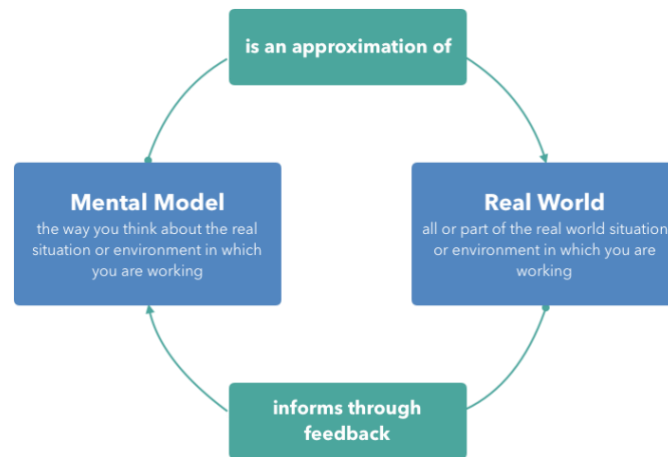 is an approximation of
Mental Model
the way you think about the real
situation or environment in which
you are working
Real World
all or part of the real world situation
or environment in which you are
working
informs through
feedback